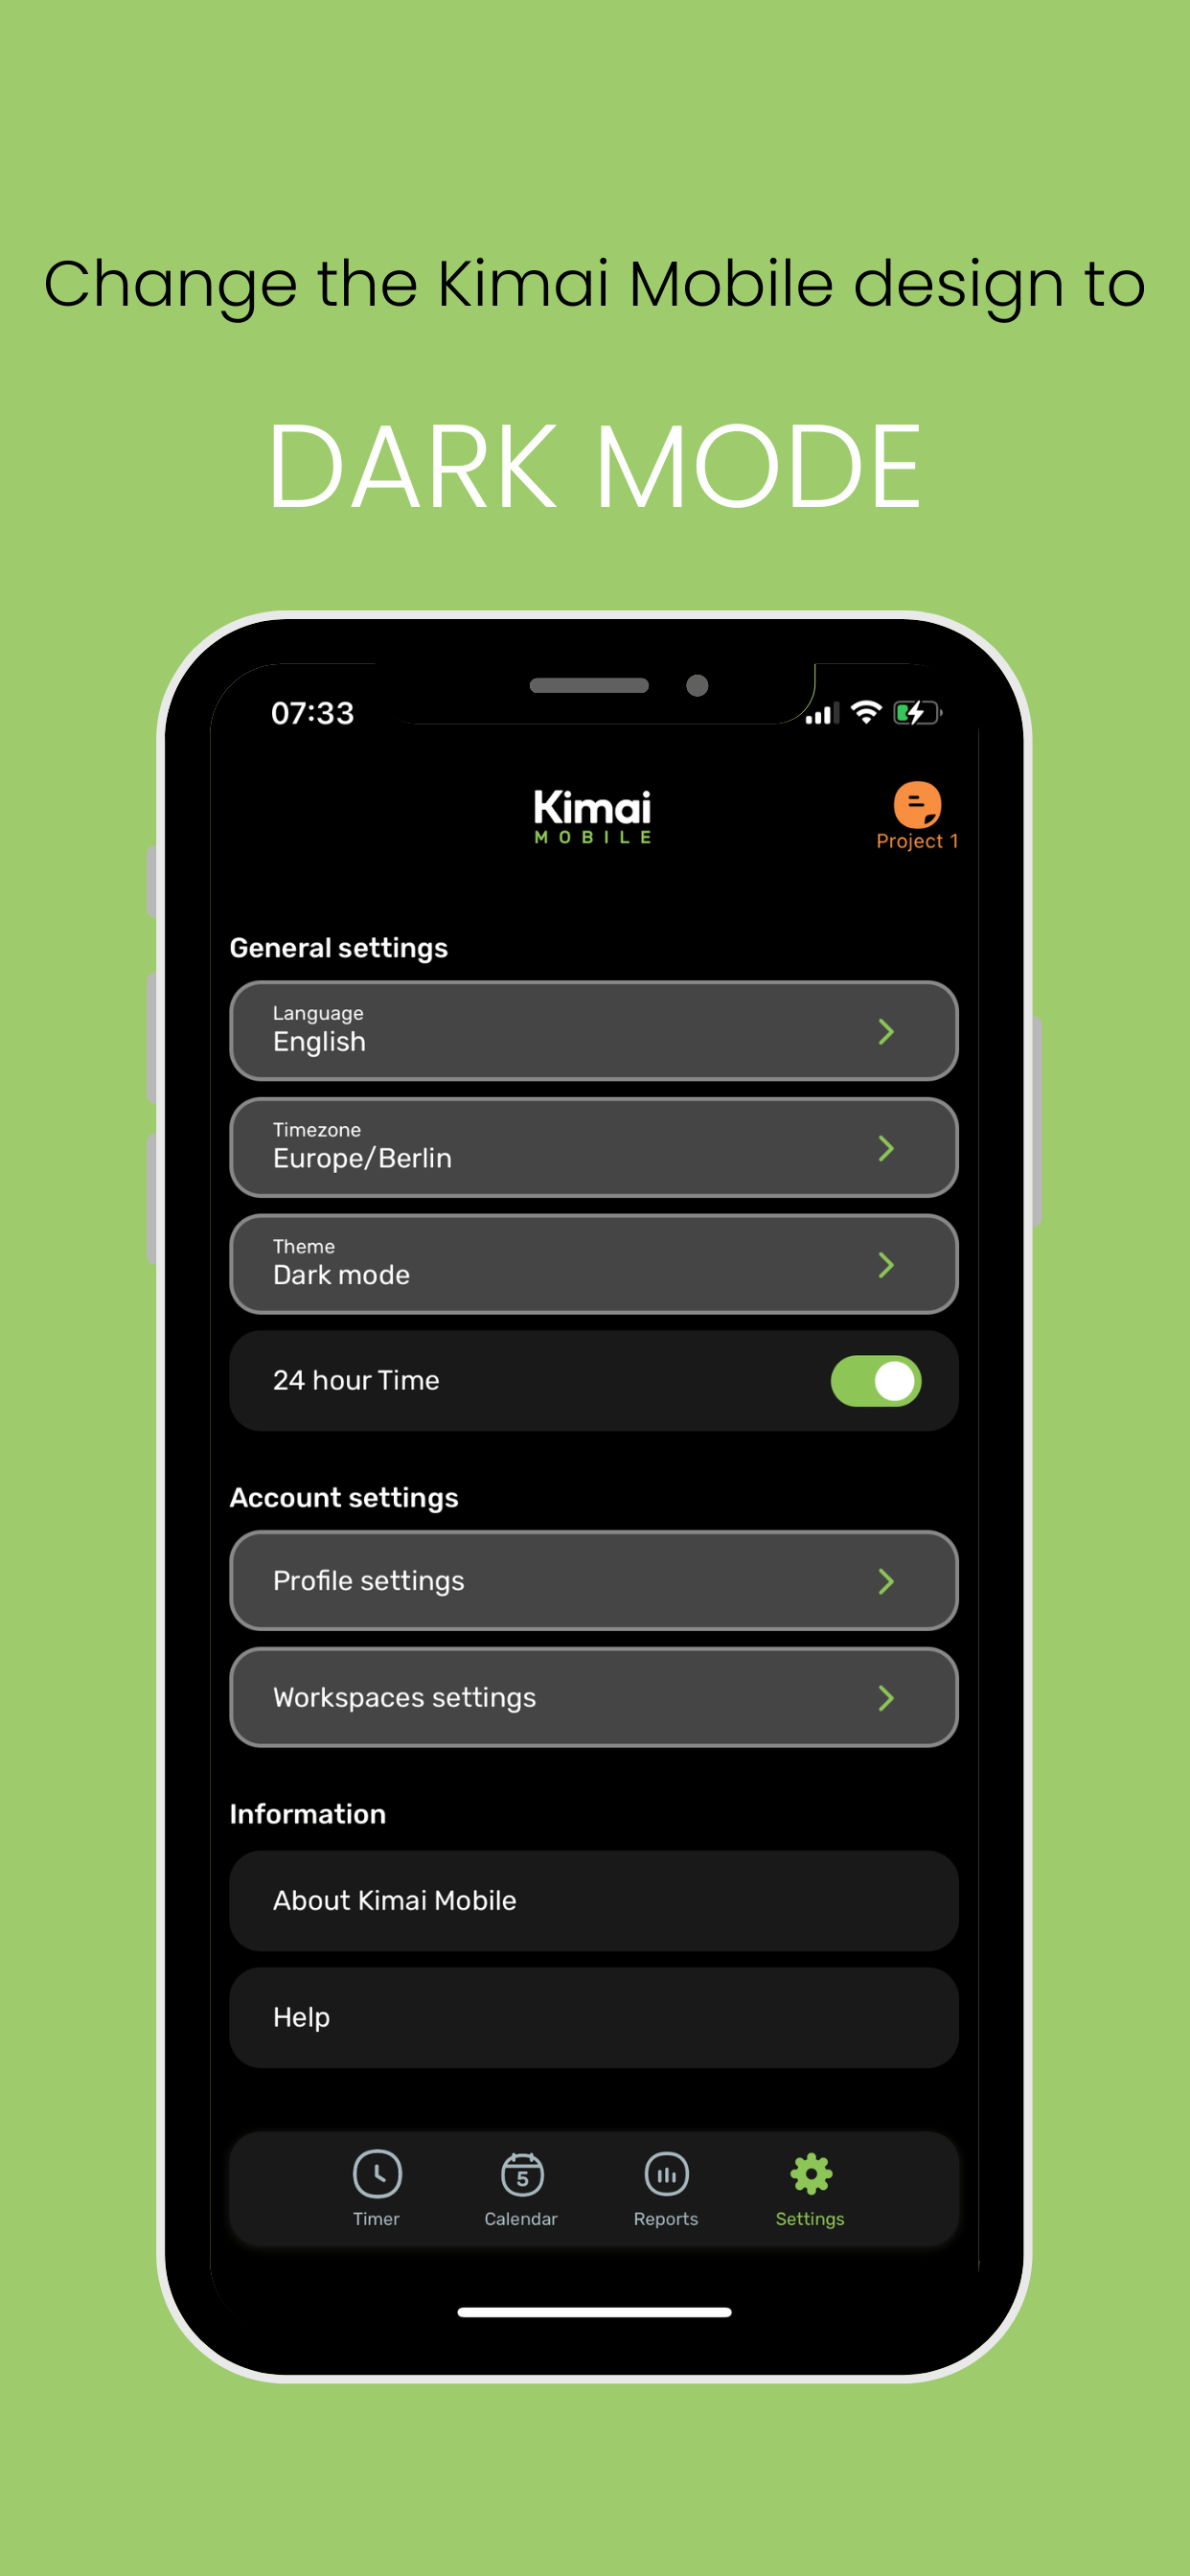 Change the Kimai Mobile design to
DARK MODE
07:33
Kimai
MOBILE
Project 1
General settings
Language
English
Timezone
Europe/Berlin
Theme
Dark mode
24 hour Time
Account settings
Profile settings
Workspaces settings
Information
About Kimai Mobile
Help
5
Timer Calendar Reports Settings